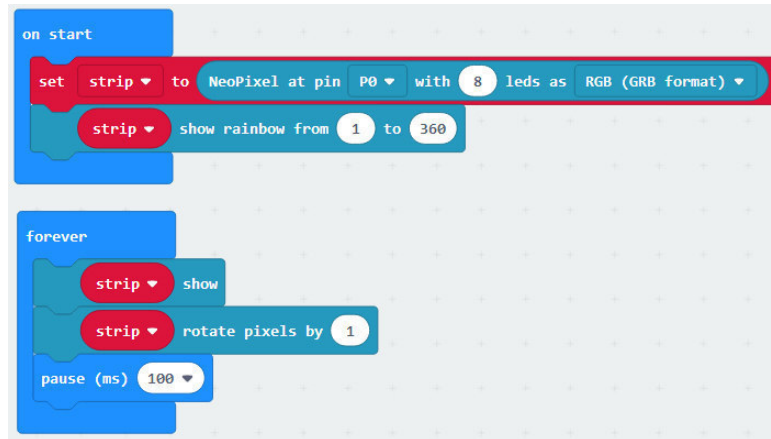 on start
set strip to NeoPixel at pin P0 with 8 leds as RGB (GRB format)
strip show rainbow from 1 to 360
forever
strip show
strip rotate pixels by 1
pause (ms) 100